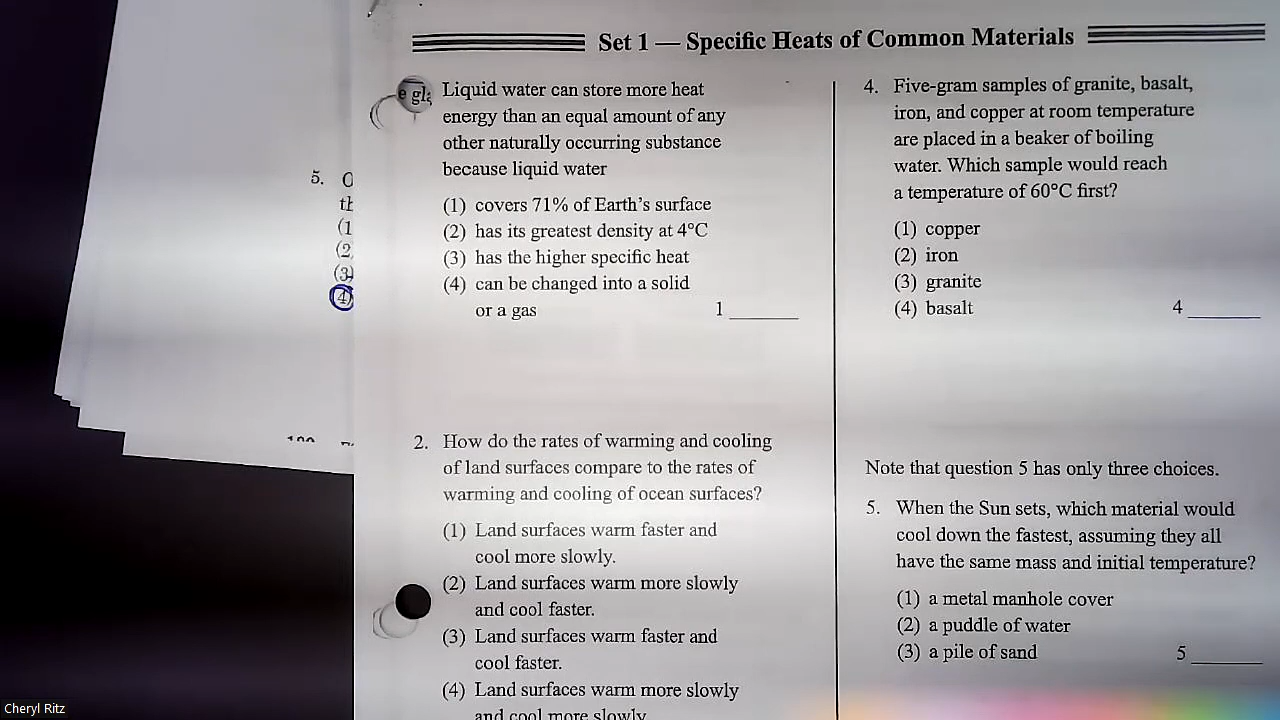 Set 1 — Specific Heats of Common Materials
Liquid water can store more heat
energy than an equal amount of any
other naturally occurring substance
because liquid water
(1) covers 71% of Earth's surface
(2) has its greatest density at 4°C
(3) has the higher specific heat
(4) can be changed into a solid
or a gas 1
2. How do the rates of warming and cooling
of land surfaces compare to the rates of
warming and cooling of ocean surfaces?
(1) Land surfaces warm faster and
cool more slowly.
(2) Land surfaces warm more slowly
and cool faster.
(3) Land surfaces warm faster and
cool faster.
(4) Land surfaces warm more slowly
and cool more slowly
4. Five-gram samples of granite, basalt,
iron, and copper at room temperature
are placed in a beaker of boiling
water. Which sample would reach
a temperature of 60°C first?
(1) copper
(2) iron
(3) granite
(4) basalt 4
Note that question 5 has only three choices.
5. When the Sun sets, which material would
cool down the fastest, assuming they all
have the same mass and initial temperature?
(1) a metal manhole cover
(2) a puddle of water
(3) a pile of sand 5
5.
(1
(2
(3)
(4)
Cheryl Ritz